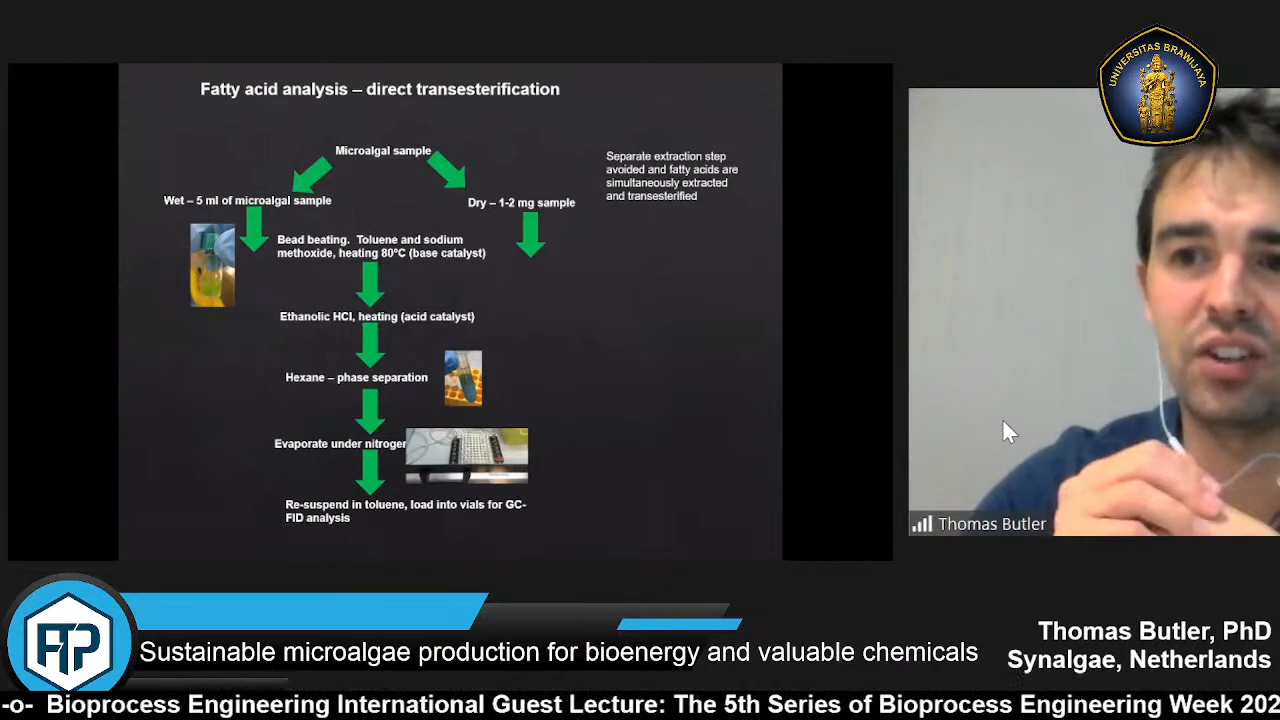 UNIVERSITAS BRAWIJAYA
Fatty acid analysis – direct transesterification
Microalgal sample
Separate extraction step
avoided and fatty acids are
simultaneously extracted
and transesterified
Wet – 5 ml of microalgal sample
Dry – 1-2 mg sample
Bead beating.  Toluene and sodium
methoxide, heating 80ºC (base catalyst)
Ethanolic HCl, heating (acid catalyst)
Hexane – phase separation
Evaporate under nitrogen
Re-suspend in toluene, load into vials for GC-
FID analysis
Thomas Butler
FTP
Sustainable microalgae production for bioenergy and valuable chemicals
Thomas Butler, PhD
Synalgae, Netherlands
-o-  Bioprocess Engineering International Guest Lecture: The 5th Series of Bioprocess Engineering Week 202